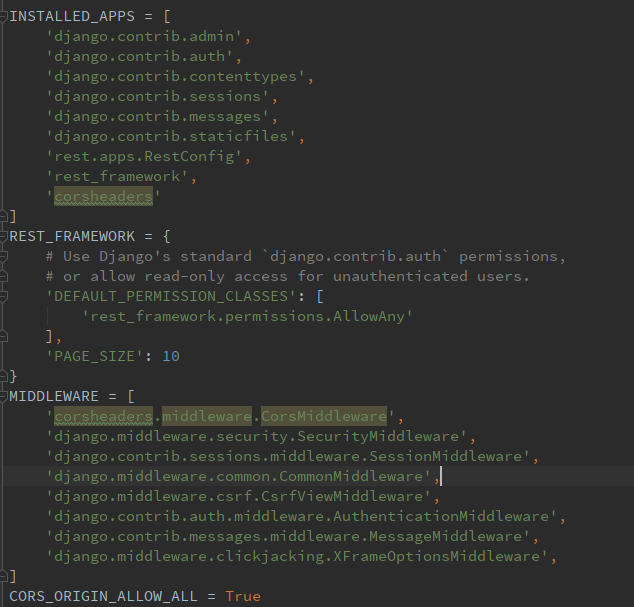 INSTALLED_APPS = [
    'django.contrib.admin',
    'django.contrib.auth',
    'django.contrib.contenttypes',
    'django.contrib.sessions',
    'django.contrib.messages',
    'django.contrib.staticfiles',
    'rest.apps.RestConfig',
    'rest_framework',
    'corsheaders'
]
REST_FRAMEWORK = {
    # Use Django's standard `django.contrib.auth` permissions,
    # or allow read-only access for unauthenticated users.
    'DEFAULT_PERMISSION_CLASSES': [
        'rest_framework.permissions.AllowAny'
    ],
    'PAGE_SIZE': 10
}
MIDDLEWARE = [
    'corsheaders.middleware.CorsMiddleware',
    'django.middleware.security.SecurityMiddleware',
    'django.contrib.sessions.middleware.SessionMiddleware',
    'django.middleware.common.CommonMiddleware',
    'django.middleware.csrf.CsrfViewMiddleware',
    'django.contrib.auth.middleware.AuthenticationMiddleware',
    'django.contrib.messages.middleware.MessageMiddleware',
    'django.middleware.clickjacking.XFrameOptionsMiddleware',
]
CORS_ORIGIN_ALLOW_ALL = True